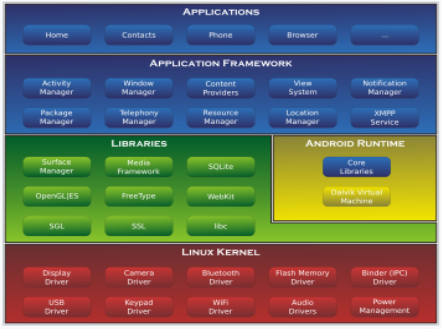 APPLICATIONS
Home Contacts Phone Browser ...
APPLICATION FRAMEWORK
Activity Manager Window Manager Content Providers View System Notification Manager
Package Manager Telephony Manager Resource Manager Location Manager XMPP Service
LIBRARIES
Surface Manager Media Framework SQLite
OpenGL|ES FreeType WebKit
SGL SSL libc
ANDROID RUNTIME
Core Libraries
Dalvik Virtual Machine
LINUX KERNEL
Display Driver Camera Driver Bluetooth Driver Flash Memory Driver Binder (IPC) Driver
USB Driver Keypad Driver WiFi Driver Audio Drivers Power Management